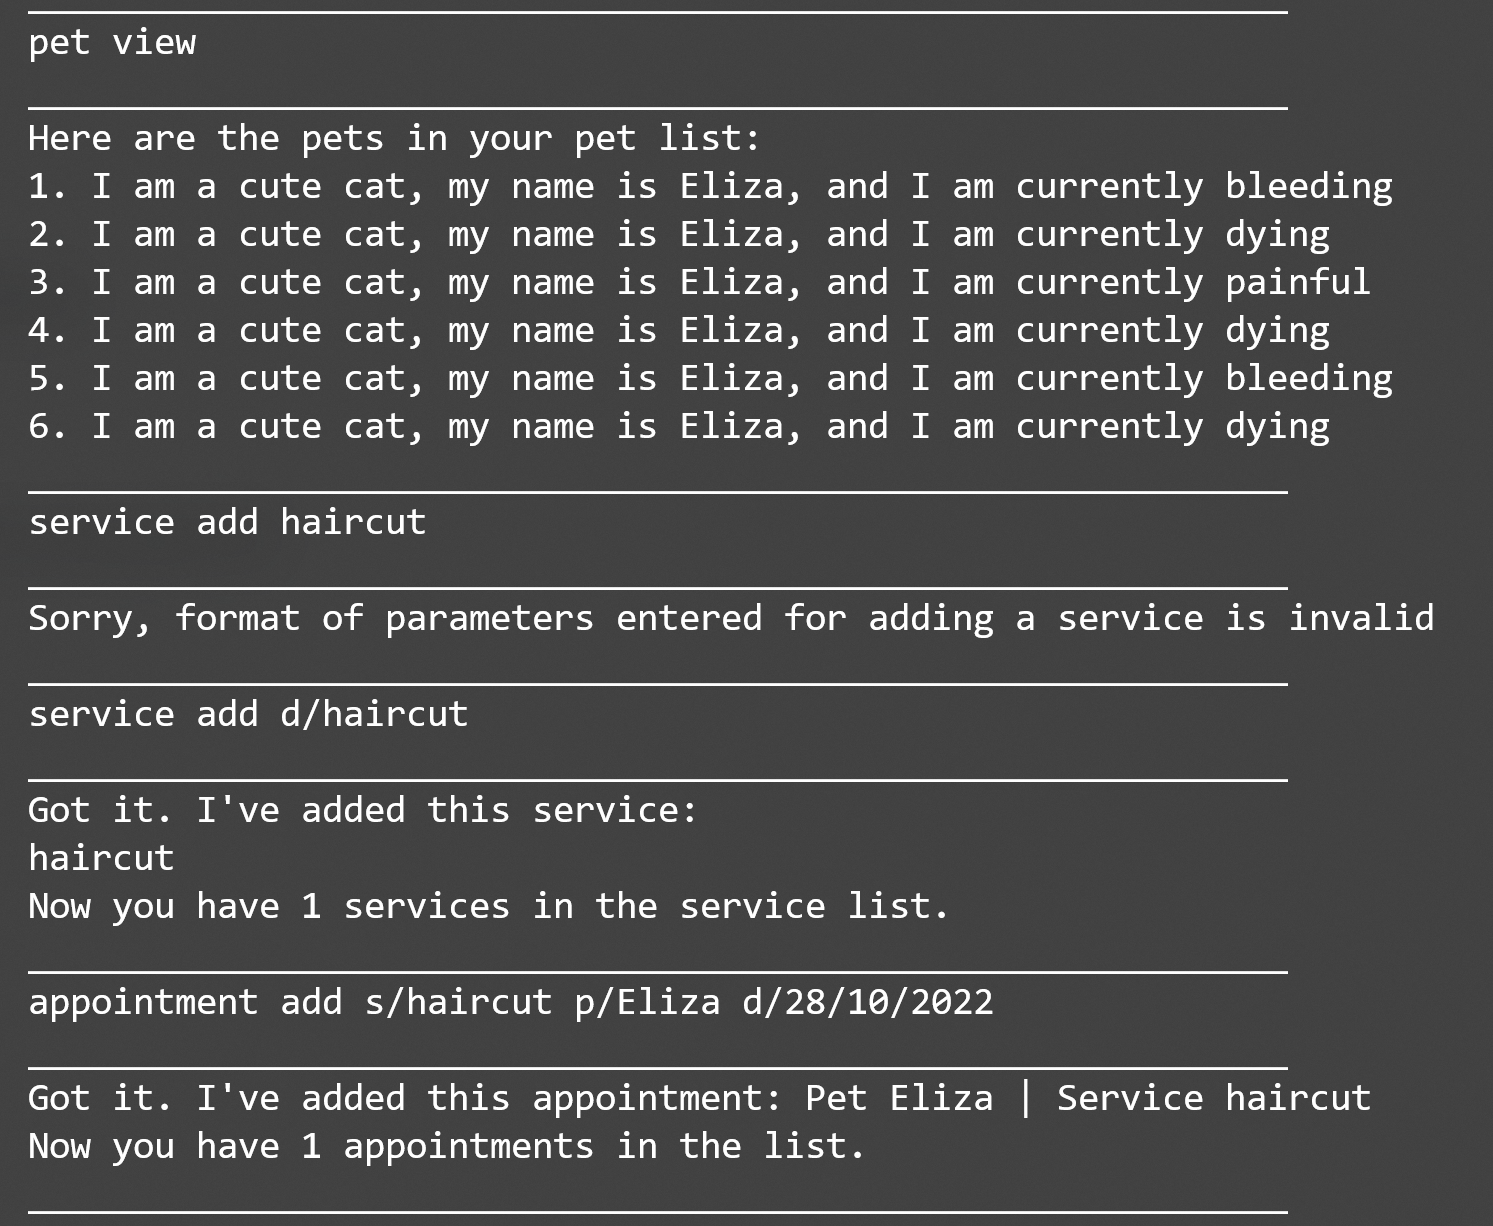 pet view
Here are the pets in your pet list:
1. I am a cute cat, my name is Eliza, and I am currently bleeding
2. I am a cute cat, my name is Eliza, and I am currently dying
3. I am a cute cat, my name is Eliza, and I am currently painful
4. I am a cute cat, my name is Eliza, and I am currently dying
5. I am a cute cat, my name is Eliza, and I am currently bleeding
6. I am a cute cat, my name is Eliza, and I am currently dying
service add haircut
Sorry, format of parameters entered for adding a service is invalid
service add d/haircut
Got it. I've added this service:
haircut
Now you have 1 services in the service list.
appointment add s/haircut p/Eliza d/28/10/2022
Got it. I've added this appointment: Pet Eliza | Service haircut
Now you have 1 appointments in the list.